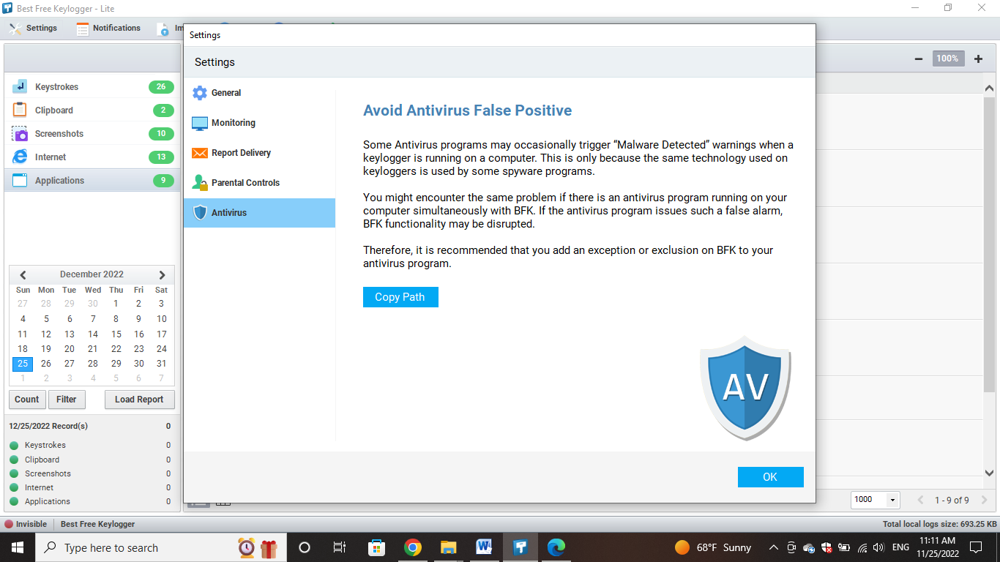 Best Free Keylogger - Lite
Settings
Notifications
Im
Settings
Settings
100%
Keystrokes 26
Clipboard 2
Screenshots 10
Internet 13
Applications 9
General
Monitoring
Report Delivery
Parental Controls
Antivirus
Avoid Antivirus False Positive
Some Antivirus programs may occasionally trigger “Malware Detected” warnings when a
keylogger is running on a computer. This is only because the same technology used on
keyloggers is used by some spyware programs.
You might encounter the same problem if there is an antivirus program running on your
computer simultaneously with BFK. If the antivirus program issues such a false alarm,
BFK functionality may be disrupted.
Therefore, it is recommended that you add an exception or exclusion on BFK to your
antivirus program.
Copy Path
AV
OK
December 2022
Sun Mon Tue Wed Thu Fri Sat
27 28 29 30 1 2 3
4 5 6 7 8 9 10
11 12 13 14 15 16 17
18 19 20 21 22 23 24
25 26 27 28 29 30 31
1 2 3 4 5 6 7
Count Filter Load Report
12/25/2022 Record(s) 0
Keystrokes 0
Clipboard 0
Screenshots 0
Internet 0
Applications 0
1000
1 - 9 of 9
Invisible Best Free Keylogger
Total local logs size: 693.25 KB
Type here to search
68°F Sunny
ENG
11:11 AM
11/25/2022